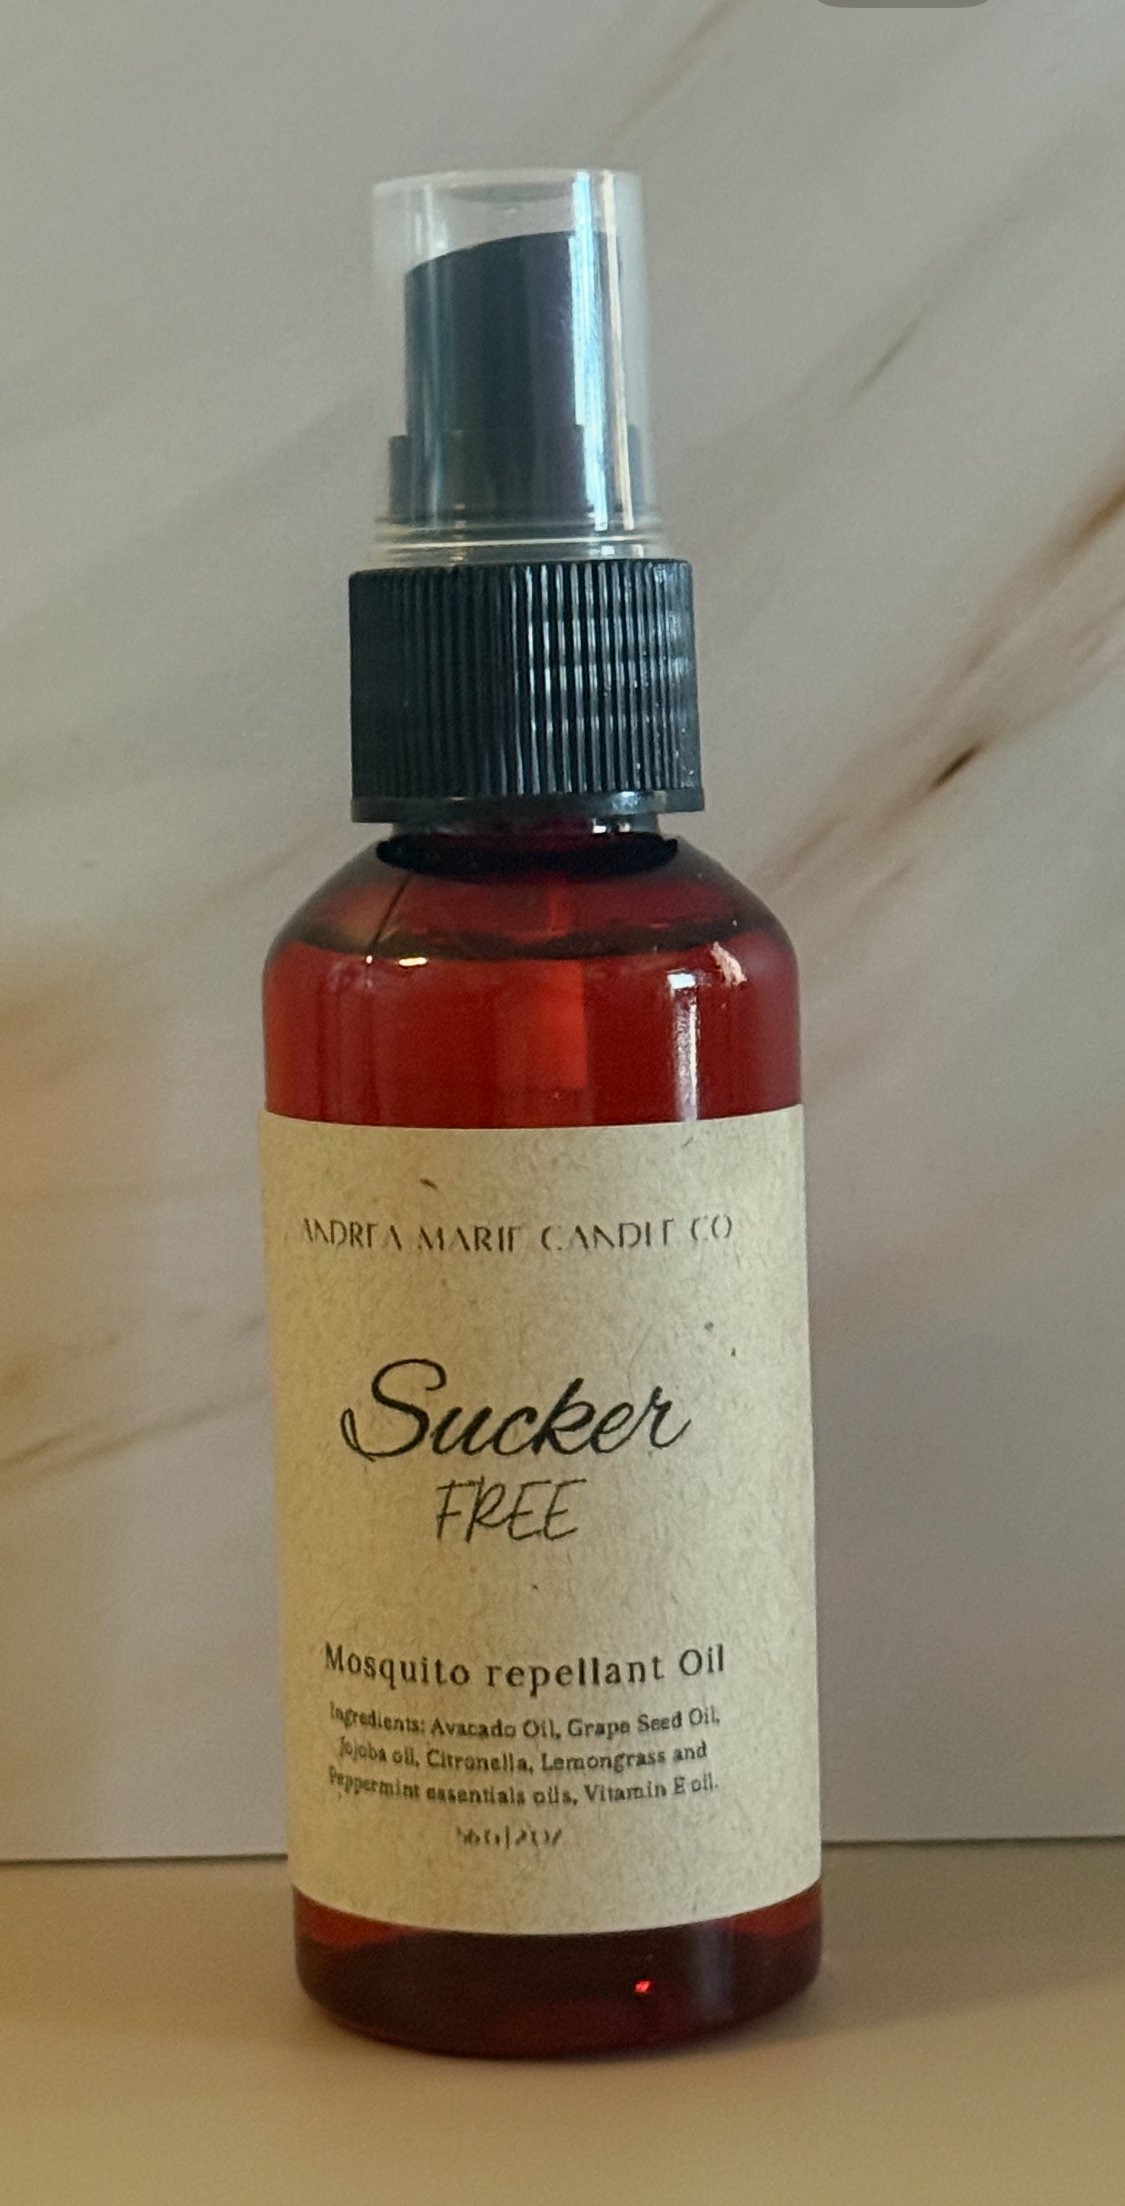 ANDREA MARIE CANDLE CO
Sucker
FREE
Mosquito repellant Oil
Ingredients: Avacado Oil, Grape Seed Oil,
Jojoba oil, Citronella, Lemongrass and
Peppermint essentials oils, Vitamin E oil.